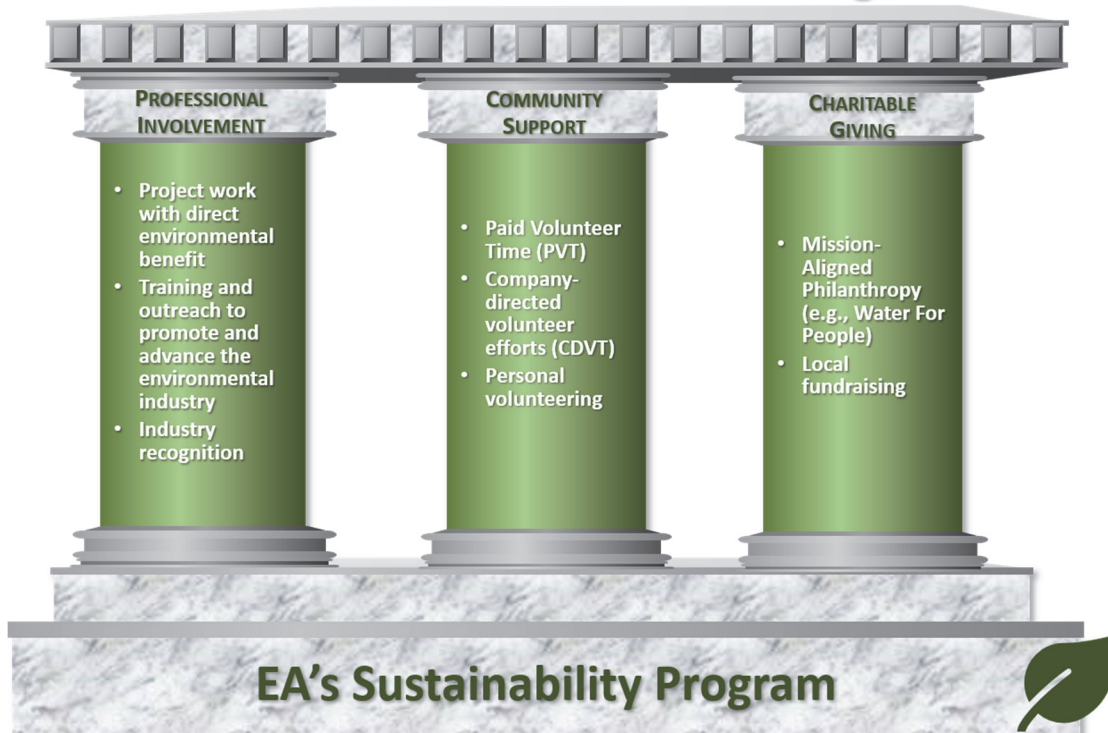 PROFESSIONAL
INVOLVEMENT
• Project work
with direct
environmental
benefit
• Training and
outreach to
promote and
advance the
environmental
industry
• Industry
recognition
COMMUNITY
SUPPORT
• Paid Volunteer
Time (PVT)
• Company-
directed
volunteer
efforts (CDVT)
• Personal
volunteering
CHARITABLE
GIVING
• Mission-
Aligned
Philanthropy
(e.g., Water For
People)
• Local
fundraising
EA's Sustainability Program